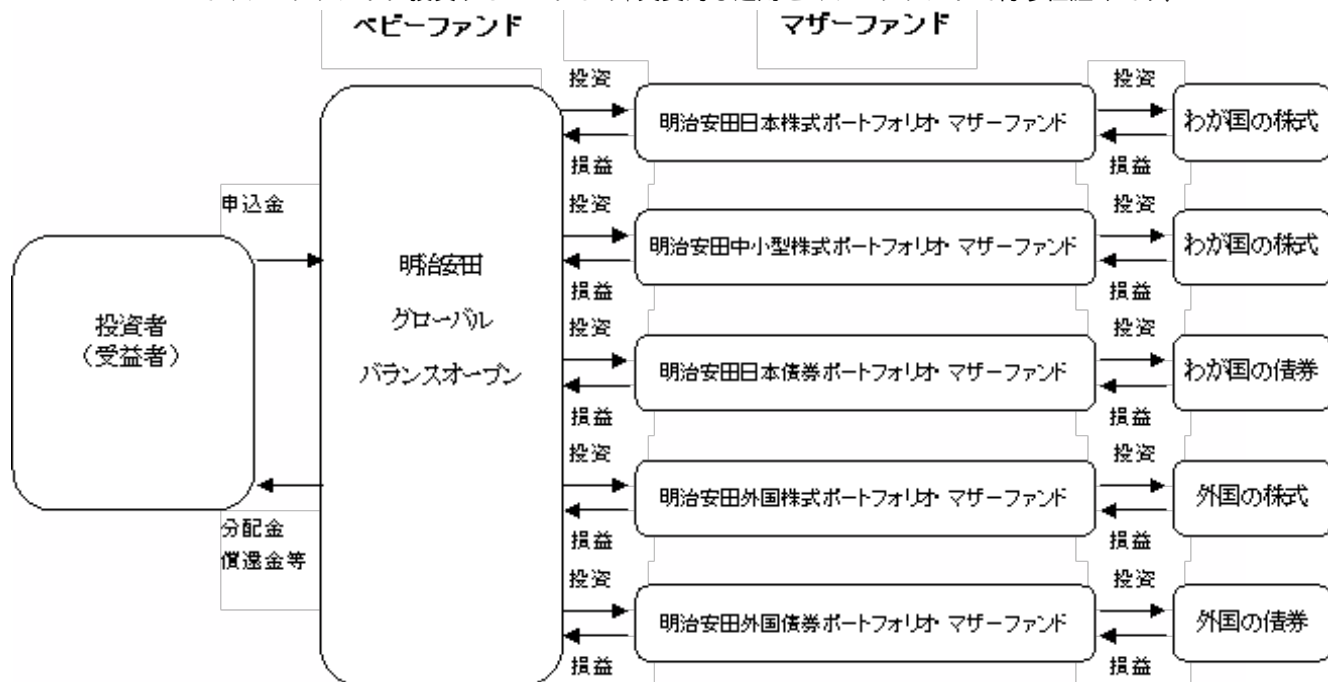 ベビーファンド
マザーファンド
申込金
投資者
(受益者)
分配金
償還金等
明治安田
グローバル
バランスオープン
投資
損益
明治安田日本株式ポートフォリオ・マザーファンド
投資
損益
わが国の株式
投資
損益
明治安田中小型株式ポートフォリオ・マザーファンド
投資
損益
わが国の株式
投資
損益
明治安田日本債券ポートフォリオ・マザーファンド
投資
損益
わが国の債券
投資
損益
明治安田外国株式ポートフォリオ・マザーファンド
投資
損益
外国の株式
投資
損益
明治安田外国債券ポートフォリオ・マザーファンド
投資
損益
外国の債券